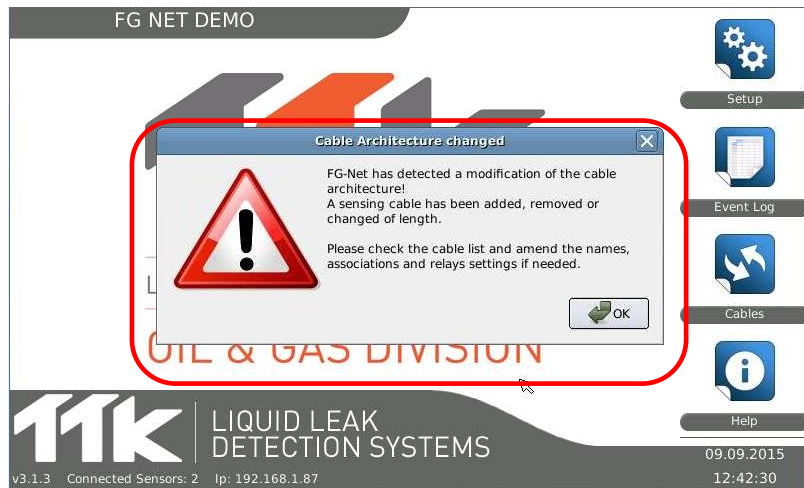 FG NET DEMO
Setup
Event Log
Cables
Help
Cable Architecture changed
FG-Net has detected a modification of the cable
architecture!
A sensing cable has been added, removed or
changed of length.
Please check the cable list and amend the names,
associations and relays settings if needed.
OK
L
OIL & GAS DIVISION
TTK
LIQUID LEAK
DETECTION SYSTEMS
v3.1.3 Connected Sensors: 2 Ip: 192.168.1.87
09.09.2015
12:42:30